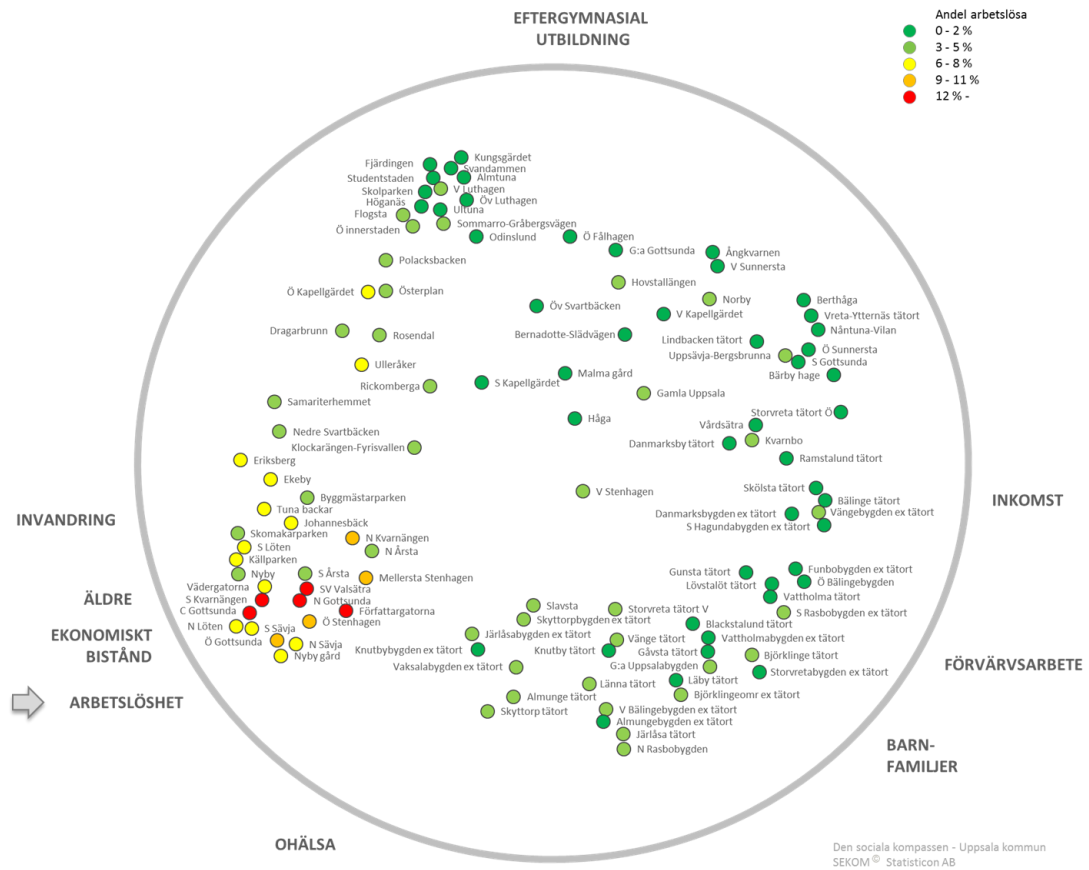 EFTERGYMNASIAL
UTBILDNING
Andel arbetslösa
0 - 2 %
3 - 5 %
6 - 8 %
9 - 11 %
12 % -
Kungsgärdet
Fjärdingen
Svandammen
Studentstaden
Almtuna
Skolparken
V Luthagen
Höganäs
Öv Luthagen
Flogsta
Ultuna
Ö innerstaden
Sommarro-Gråbergsvägen
Odinslund
Ö Fålhagen
G:a Gottsunda
Ångkvarnen
V Sunnersta
Polacksbacken
Hovstallängen
Ö Kapellgärdet
Österplan
Norby
Berthåga
Öv Svartbäcken
V Kapellgärdet
Vreta-Ytternäs tätort
Nåntuna-Vilan
Dragarbrunn
Rosendal
Bernadotte-Slädvägen
Lindbacken tätort
Ö Sunnersta
Uppsävja-Bergsbrunna
S Gottsunda
Ulleråker
Bärby hage
Malma gård
Rickomberga
S Kapellgärdet
Gamla Uppsala
Samariterhemmet
Storvreta tätort Ö
Håga
Vårdsätra
Nedre Svartbäcken
Danmarksby tätort
Kvarnbo
Klockarängen-Fyrisvallen
Eriksberg
Ramstalund tätort
Ekeby
Skölsta tätort
V Stenhagen
Byggmästarparken
Bälinge tätort
INKOMST
Tuna backar
Danmarksbygden ex tätort
Vängebygden ex tätort
INVANDRING
Johannesbäck
S Hagundabygden ex tätort
Skomakarparken
N Kvarnängen
S Löten
N Årsta
Källparken
Nyby
S Årsta
Mellersta Stenhagen
Gunsta tätort
Funbobygden ex tätort
Vädergatorna
SV Valsätra
Lövstalöt tätort
Ö Bälingebygden
ÄLDRE
S Kvarnängen
N Gottsunda
Vattholma tätort
C Gottsunda
Författargatorna
Slavsta
Storvreta tätort V
S Rasbobygden ex tätort
N Löten
S Sävja
Ö Stenhagen
Skyttorpbygden ex tätort
Blackstalund tätort
EKONOMISKT
BISTÅND
Ö Gottsunda
N Sävja
Järlåsabygden ex tätort
Vänge tätort
Vattholmabygden ex tätort
Knutbybygden ex tätort
Knutby tätort
Gåvsta tätort
Björklinge tätort
Nyby gård
Vaksalabygden ex tätort
G:a Uppsalabygden
FÖRVÄRVSARBETE
Storvretabygden ex tätort
Länna tätort
Läby tätort
ARBETSLÖSHET
Almunge tätort
Björklingeomr ex tätort
Skyttorp tätort
V Bälingebygden ex tätort
Almungebygden ex tätort
Järlåsa tätort
N Rasbobygden
BARN-
FAMILJER
OHÄLSA
Den sociala kompassen - Uppsala kommun
SEKOM © Statisticon AB